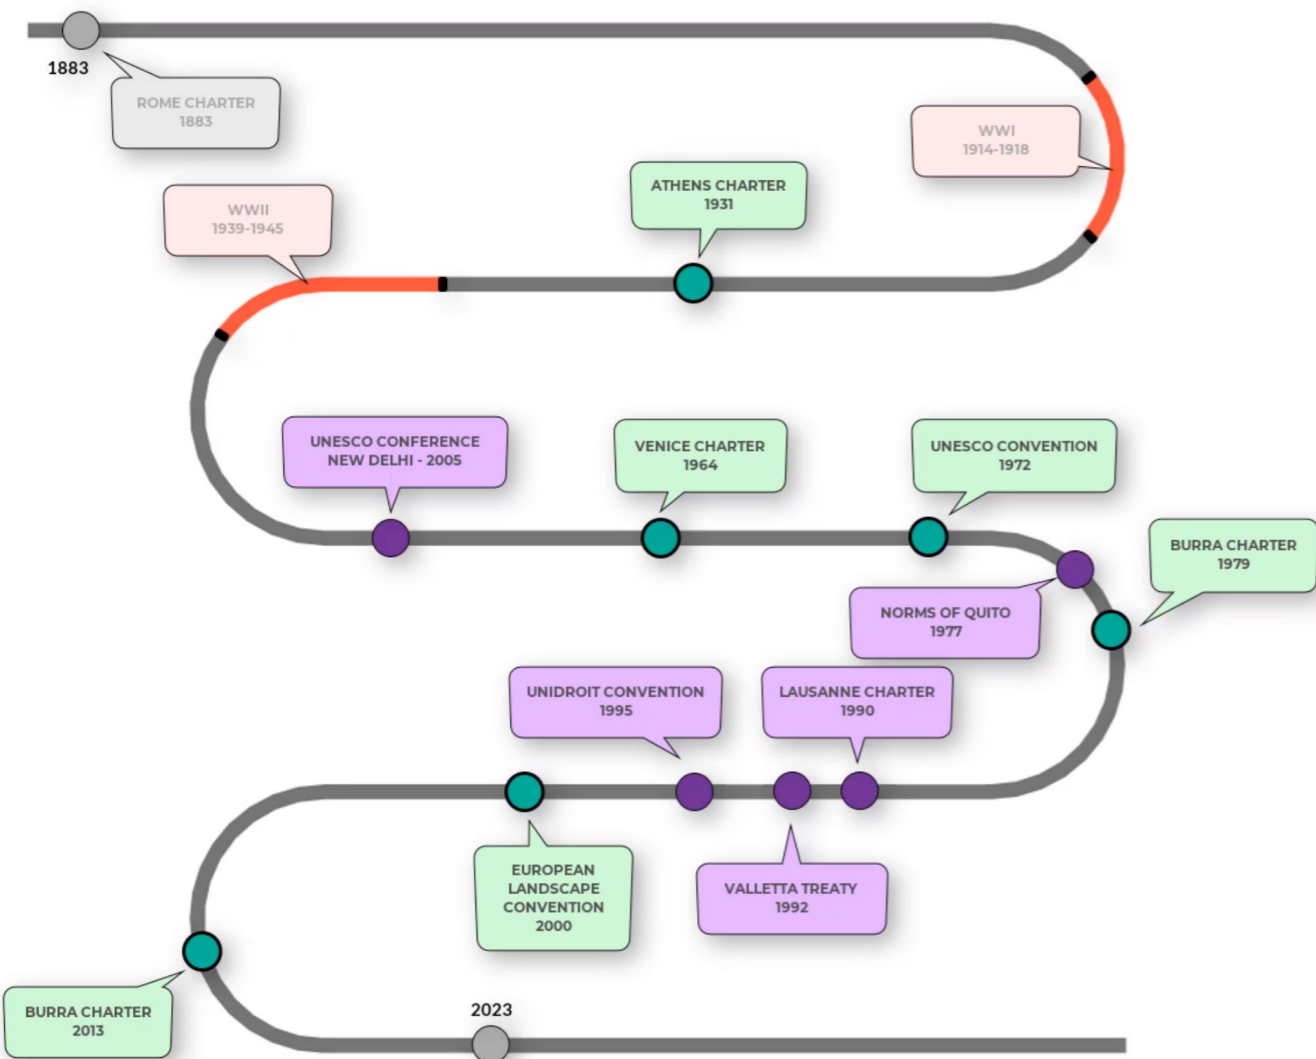 1883
ROME CHARTER
1883
WWI
1914-1918
ATHENS CHARTER
1931
WWII
1939-1945
UNESCO CONFERENCE
NEW DELHI - 2005
VENICE CHARTER
1964
UNESCO CONVENTION
1972
NORMS OF QUITO
1977
BURRA CHARTER
1979
LAUSANNE CHARTER
1990
VALLETTA TREATY
1992
UNIDROIT CONVENTION
1995
EUROPEAN
LANDSCAPE
CONVENTION
2000
BURRA CHARTER
2013
2023